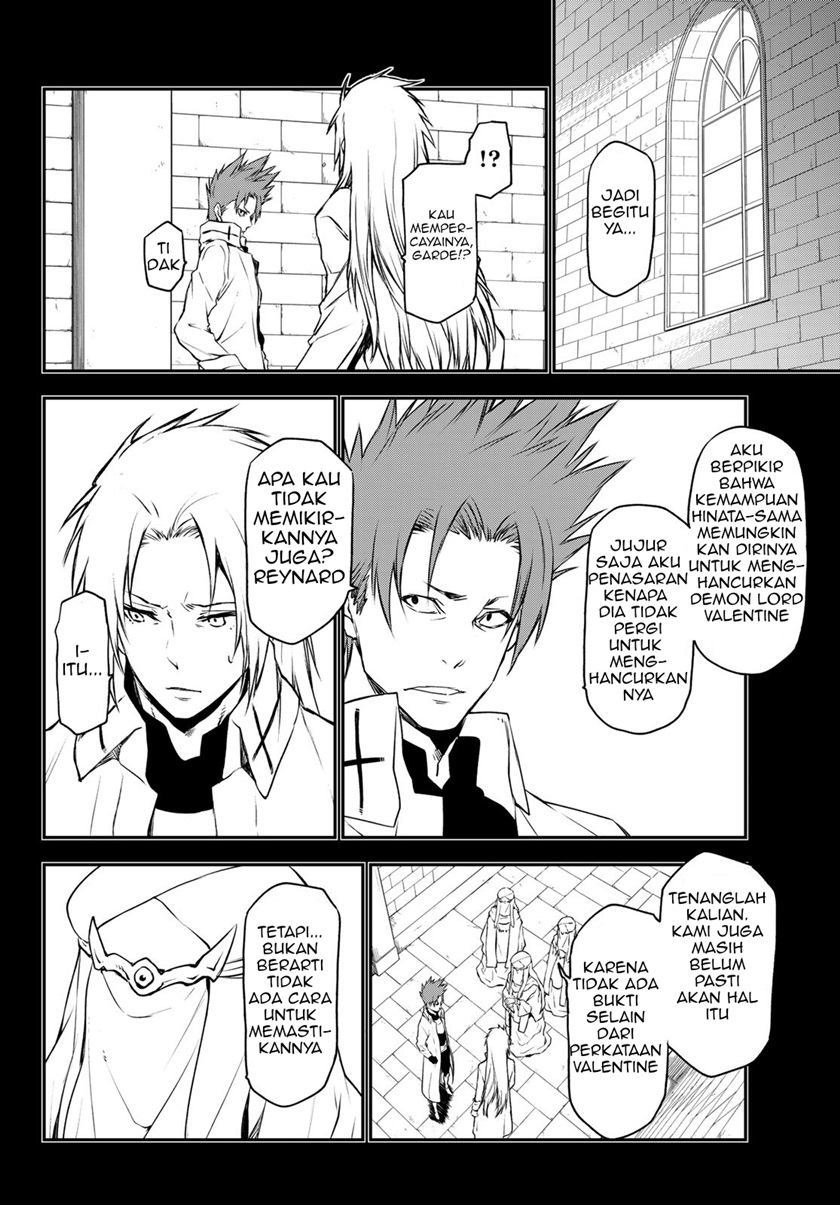 JADI
BEGITU
YA...
!?
KAU
MEMPER-
CAYAINYA,
GARDE!?
TI
DAK
AKU
BERPIKIR
BAHWA
KEMAMPUAN
HINATA-SAMA
MEMUNGKIN
KAN DIRINYA
UNTUK MENG-
HANCURKAN
DEMON LORD
VALENTINE
JUJUR
SAJA AKU
PENASARAN
KENAPA
DIA TIDAK
PERGI
UNTUK
MENG-
HANCURKAN
NYA
APA KAU
TIDAK
MEMIKIR-
KANNYA
JUGA?
REYNARD
I-
ITU...
TENANGLAH
KALIAN.
KAMI JUGA
MASIH
BELUM
PASTI
AKAN HAL
ITU
KARENA
TIDAK ADA
BUKTI
SELAIN
DARI
PERKATAAN
VALENTINE
TETAPI...
BUKAN
BERARTI
TIDAK
ADA CARA
UNTUK
MEMASTI-
KANNYA